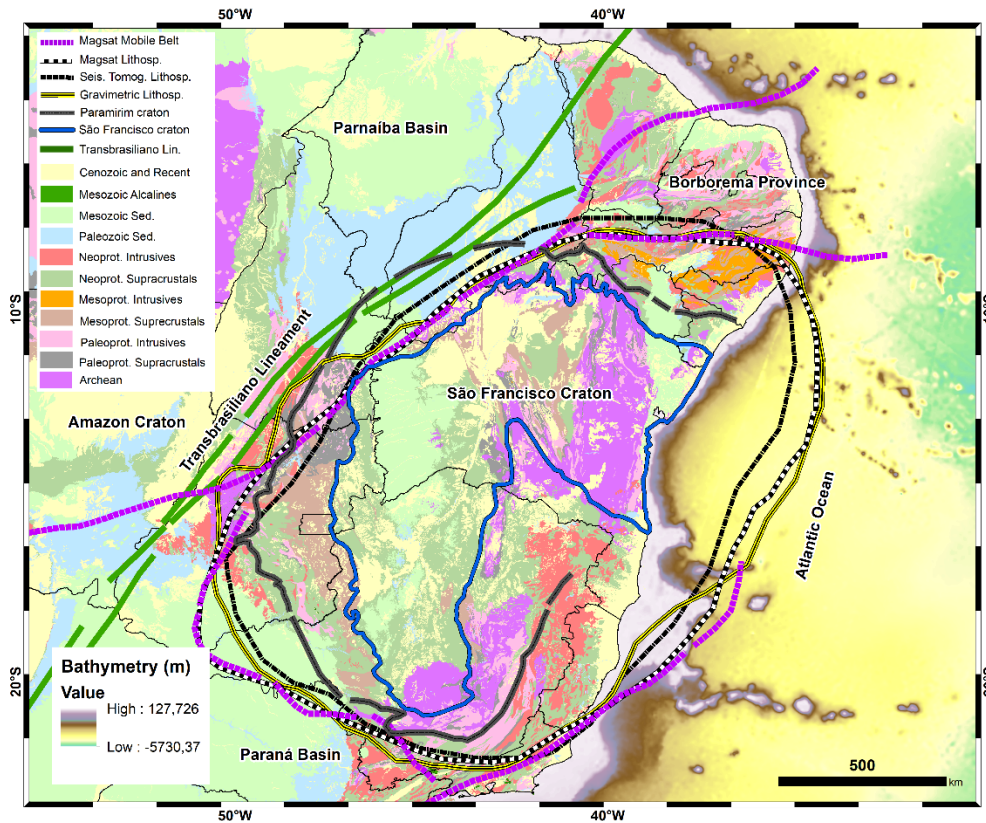 50°W
40°W
Magsat Mobile Belt
Magsat Lithosp.
Seis. Tomog. Lithosp.
Gravimetric Lithosp.
Paramirim craton
São Francisco craton
Transbrasiliano Lin.
Cenozoic and Recent
Mesozoic Alcalines
Mesozoic Sed.
Paleozoic Sed.
Neoprot. Intrusives
Neoprot. Supracrustals
Mesoprot. Intrusives
Mesoprot. Suprecrustals
Paleoprot. Intrusives
Paleoprot. Supracrustals
Archean
Parnaíba Basin
Borborema Province
10°S
10°S
Transbrasiliano Lineament
São Francisco Craton
Amazon Craton
Atlantic Ocean
Bathymetry (m)
Value
High : 127,726
Low : -5730,37
20°S
20°S
Paraná Basin
500
km
50°W
40°W